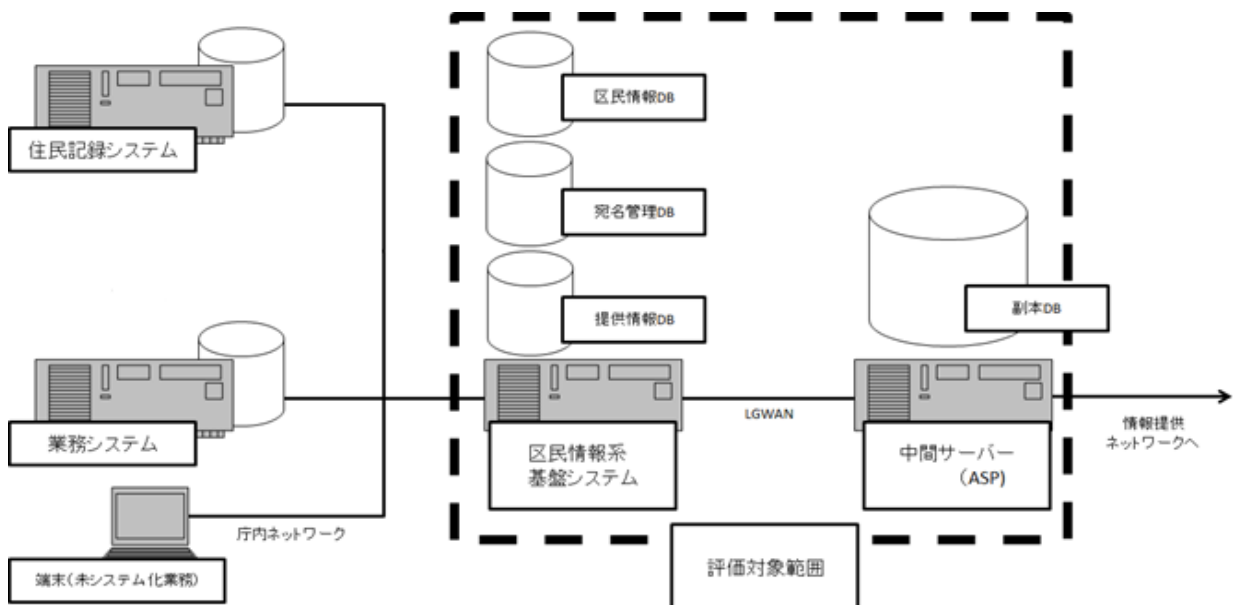 区民情報DB
住民記録システム
宛名管理DB
提供情報DB
副本DB
業務システム
LGWAN
情報提供
ネットワークへ
区民情報系
基盤システム
中間サーバー
（ASP)
庁内ネットワーク
端末(未システム化業務)
評価対象範囲